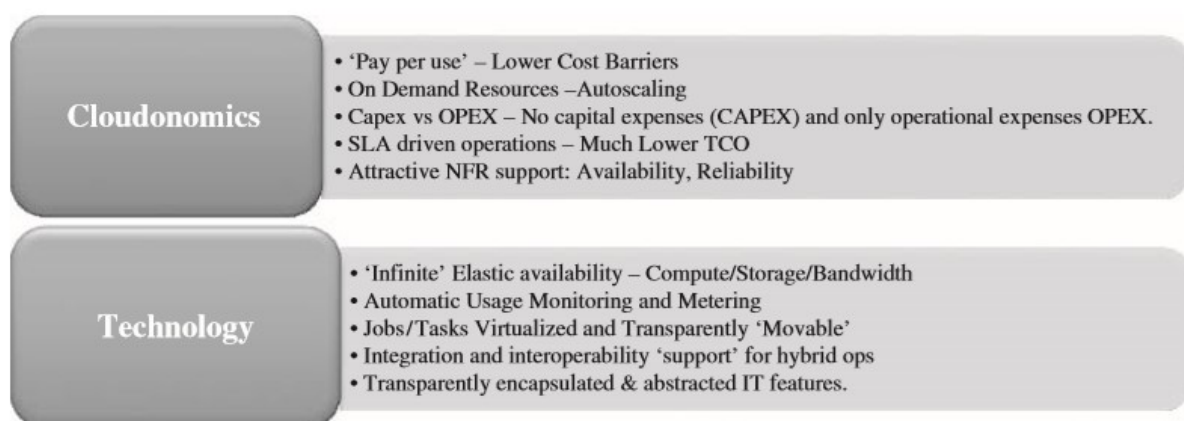 Cloudonomics
• ‘Pay per use’ – Lower Cost Barriers
• On Demand Resources –Autoscaling
• Capex vs OPEX – No capital expenses (CAPEX) and only operational expenses OPEX.
• SLA driven operations – Much Lower TCO
• Attractive NFR support: Availability, Reliability
Technology
• ‘Infinite’ Elastic availability – Compute/Storage/Bandwidth
• Automatic Usage Monitoring and Metering
• Jobs/Tasks Virtualized and Transparently ‘Movable’
• Integration and interoperability ‘support’ for hybrid ops
• Transparently encapsulated & abstracted IT features.